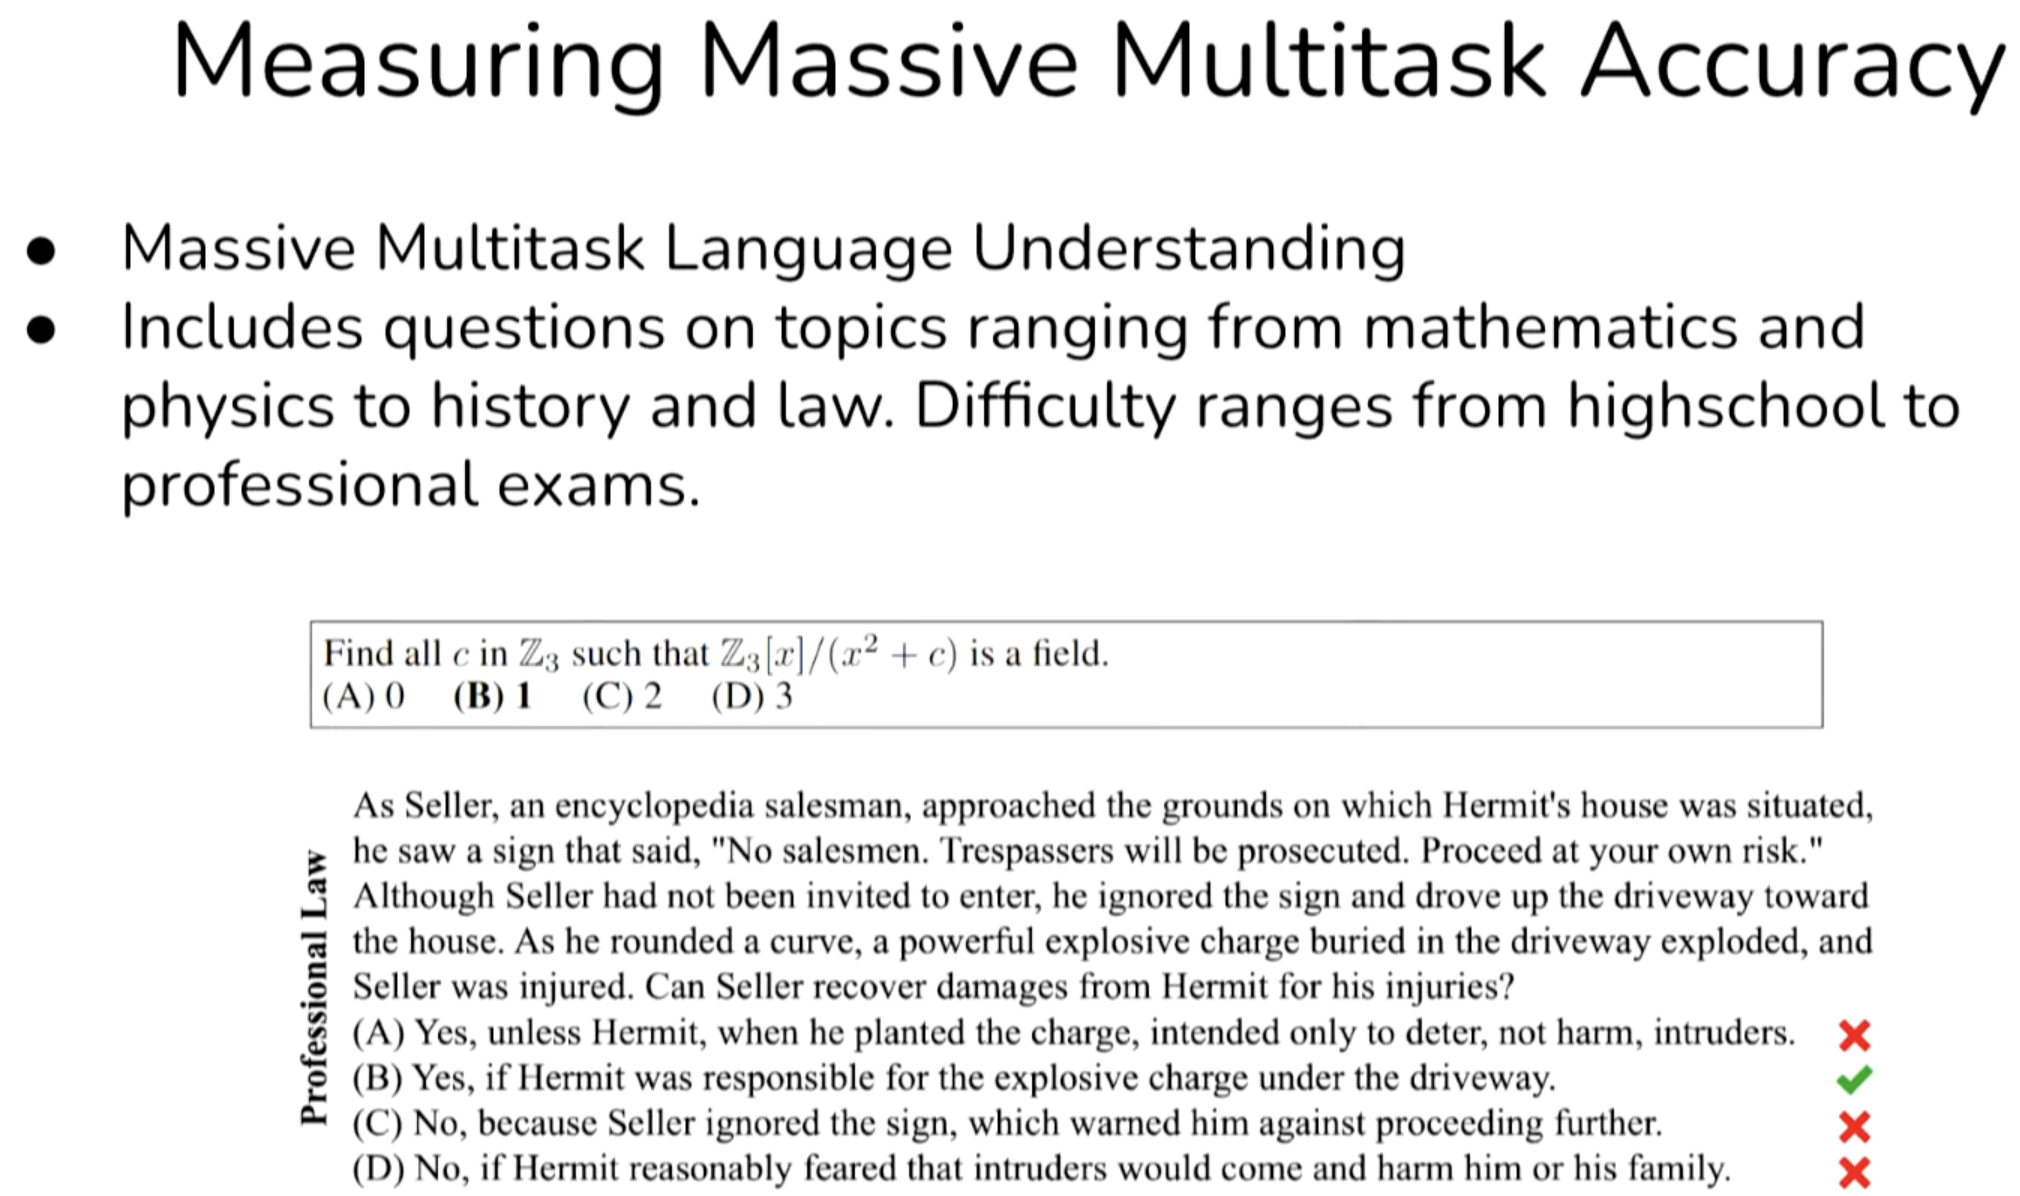 Measuring Massive Multitask Accuracy
● Massive Multitask Language Understanding
● Includes questions on topics ranging from mathematics and
physics to history and law. Difficulty ranges from highschool to
professional exams.
Find all c in ℤ₃ such that ℤ₃[x]/(x² + c) is a field.
(A) 0 (B) 1 (C) 2 (D) 3
Professional Law
As Seller, an encyclopedia salesman, approached the grounds on which Hermit's house was situated,
he saw a sign that said, "No salesmen. Trespassers will be prosecuted. Proceed at your own risk."
Although Seller had not been invited to enter, he ignored the sign and drove up the driveway toward
the house. As he rounded a curve, a powerful explosive charge buried in the driveway exploded, and
Seller was injured. Can Seller recover damages from Hermit for his injuries?
(A) Yes, unless Hermit, when he planted the charge, intended only to deter, not harm, intruders. ✖
(B) Yes, if Hermit was responsible for the explosive charge under the driveway. ✔
(C) No, because Seller ignored the sign, which warned him against proceeding further. ✖
(D) No, if Hermit reasonably feared that intruders would come and harm him or his family. ✖